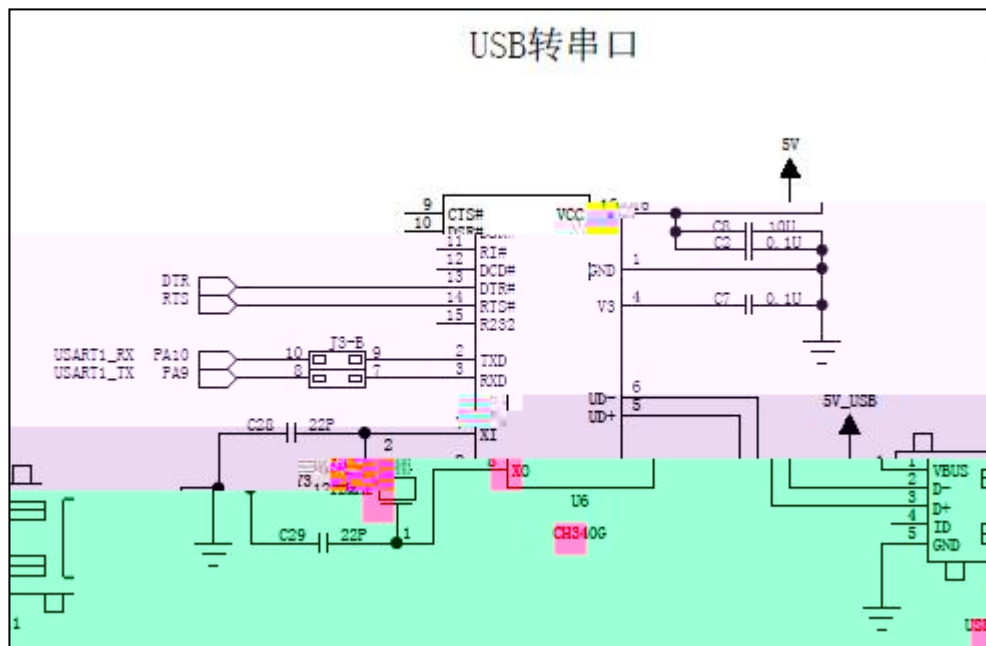 USB转串口
5V
9 CTS#
10
VCC
11 RI#
12 DCD#
13 DTR#
14 RTS#
15 R232
DTR
RTS
C8 10U
C2 0.1U
GND 1
V3 4 C7 0.1U
J3-B
USART1_RX PA10 10 9 2 TXD
USART1_TX PA9 8 7 3 RXD
UD- 6
UD+ 5
5V_USB
C28 22P
XI
2
XO
U6
CH340G
C29 22P 1
1 VBUS
2 D-
3 D+
4 ID
5 GND
1